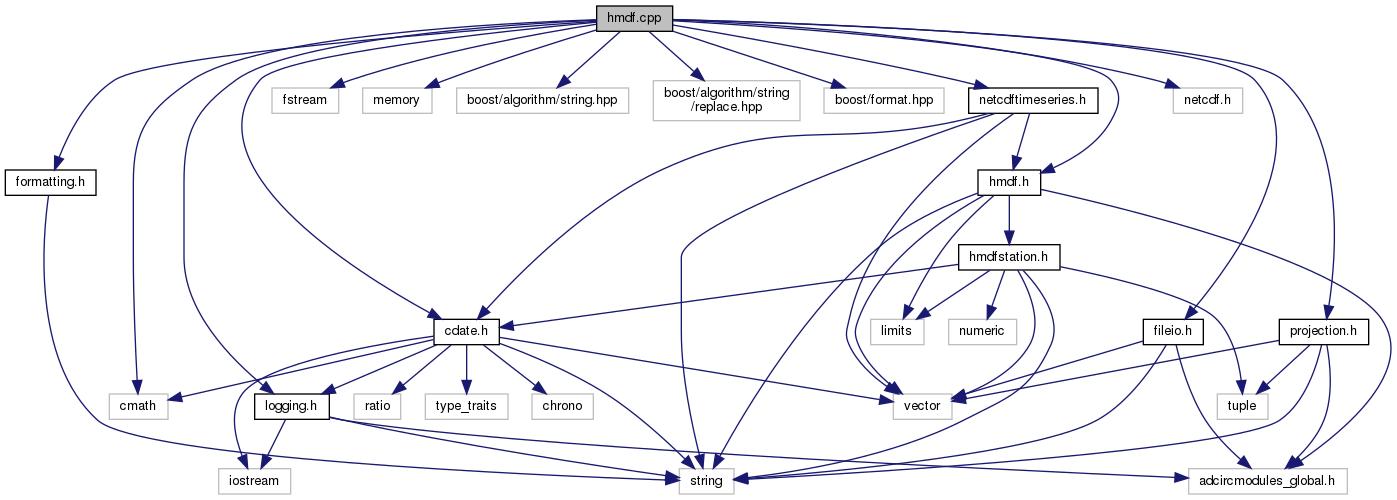 hmdf.cpp
fstream
memory
boost/algorithm/string.hpp
boost/algorithm/string
/replace.hpp
boost/format.hpp
netcdftimeseries.h
netcdf.h
formatting.h
hmdf.h
hmdfstation.h
cdate.h
limits
numeric
fileio.h
projection.h
cmath
logging.h
ratio
type_traits
chrono
vector
tuple
iostream
string
adcircmodules_global.h